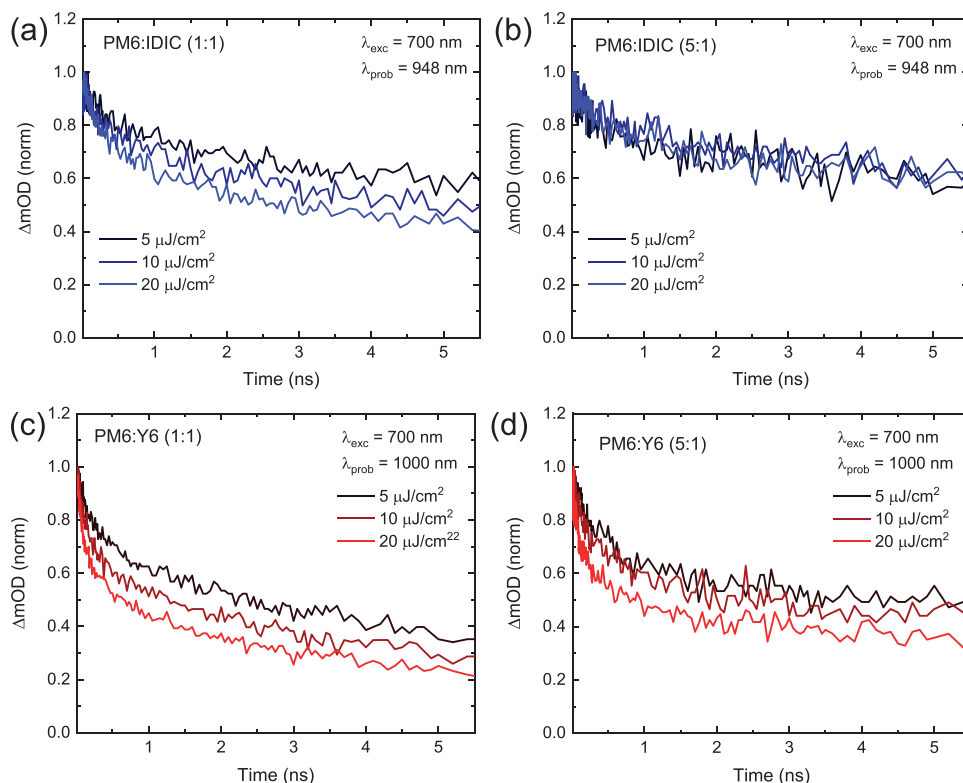 (a)
PM6:IDIC (1:1)
λexc = 700 nm
λprob = 948 nm
5 μJ/cm²
10 μJ/cm²
20 μJ/cm²
ΔmOD (norm)
1.2
1.0
0.8
0.6
0.4
0.2
0.0
1 2 3 4 5
Time (ns)
(b)
PM6:IDIC (5:1)
λexc = 700 nm
λprob = 948 nm
5 μJ/cm²
10 μJ/cm²
20 μJ/cm²
ΔmOD (norm)
1.2
1.0
0.8
0.6
0.4
0.2
0.0
1 2 3 4 5
Time (ns)
(c)
PM6:Y6 (1:1)
λexc = 700 nm
λprob = 1000 nm
5 μJ/cm²
10 μJ/cm²
20 μJ/cm²²
ΔmOD (norm)
1.2
1.0
0.8
0.6
0.4
0.2
0.0
1 2 3 4 5
Time (ns)
(d)
PM6:Y6 (5:1)
λexc = 700 nm
λprob = 1000 nm
5 μJ/cm²
10 μJ/cm²
20 μJ/cm²
ΔmOD (norm)
1.2
1.0
0.8
0.6
0.4
0.2
0.0
1 2 3 4 5
Time (ns)